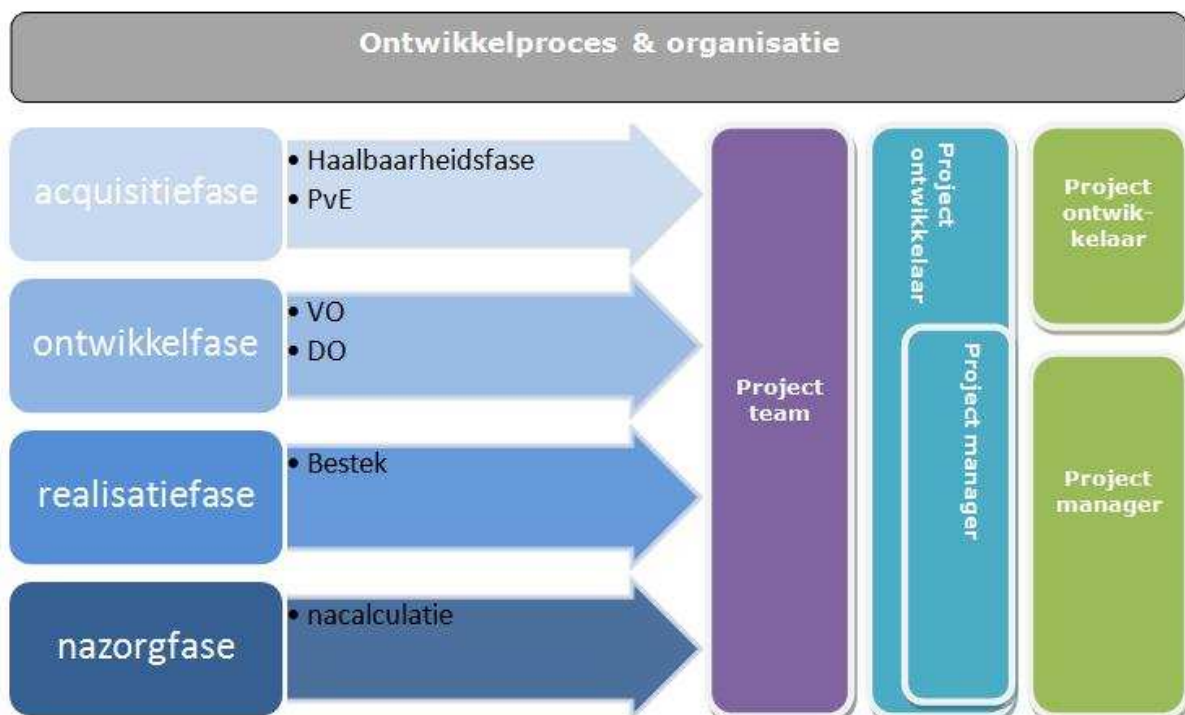 Ontwikkelproces & organisatie
acquisitiefase
• Haalbaarheidsfase
• PvE
ontwikkelfase
• VO
• DO
realisatiefase
• Bestek
nazorgfase
• nacalculatie
Project
team
Project
ontwikkelaar
Project manager
Project
ontwik-
kelaar
Project
manager